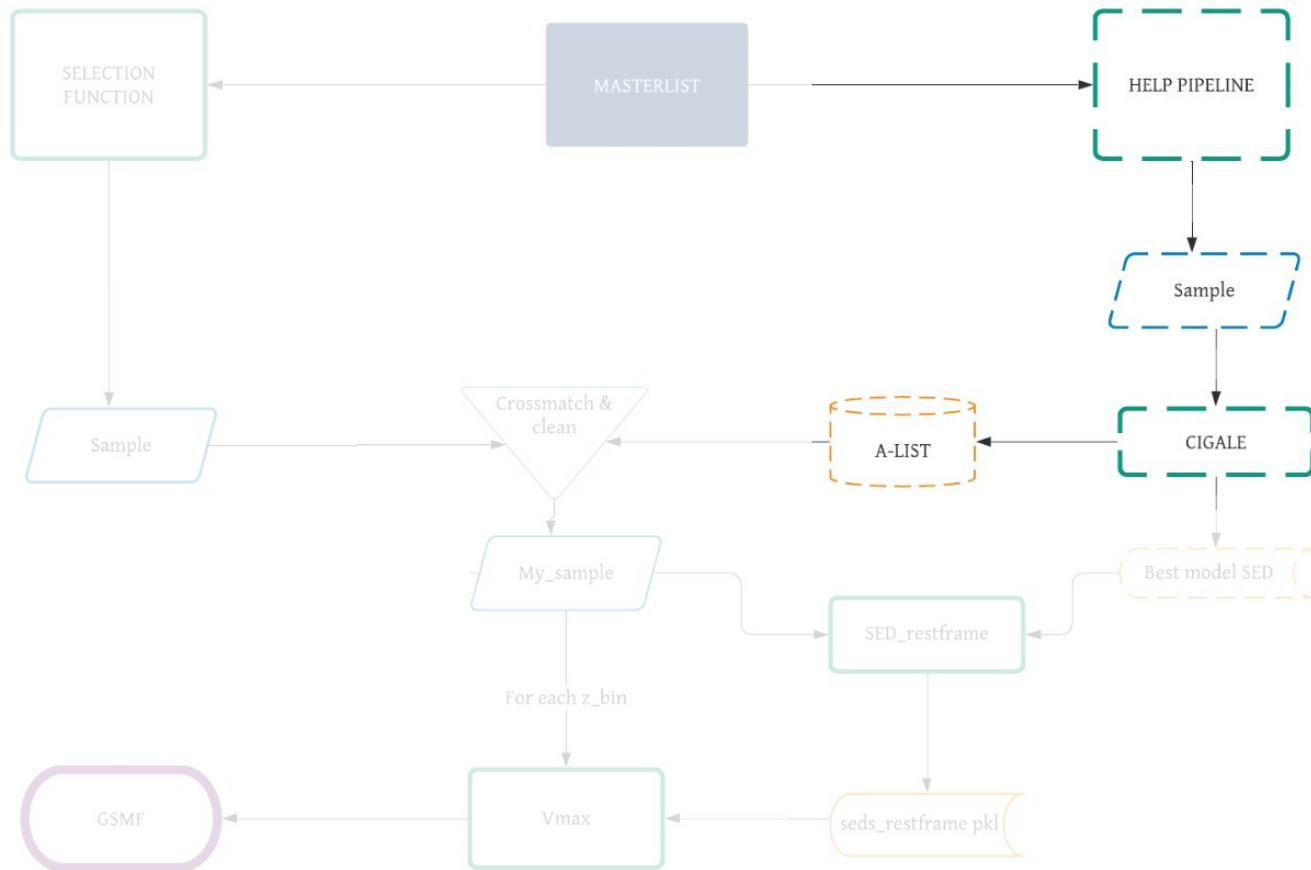 SELECTION
FUNCTION
MASTERLIST
HELP PIPELINE
Sample
Sample
Crossmatch &
clean
A-LIST
CIGALE
My_sample
Best model SED
SED_restframe
For each z_bin
GSMF
Vmax
seds_restframe pkl